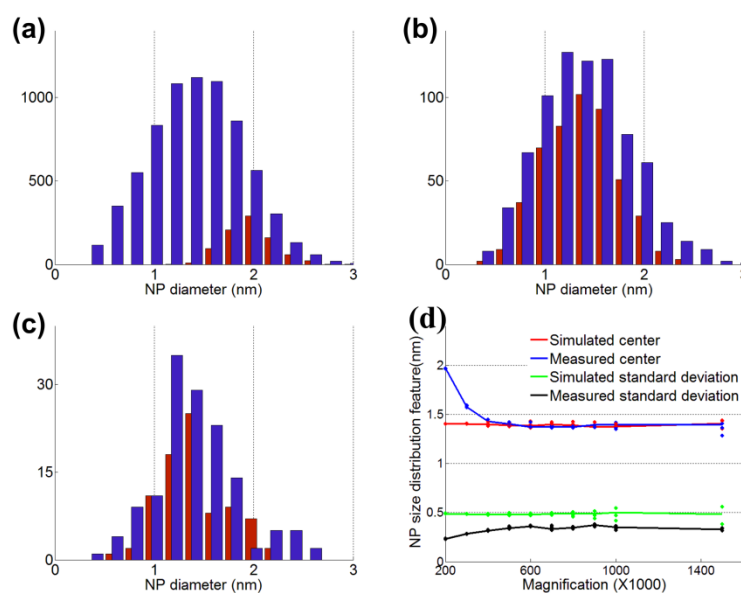 (a)
1000
500
0
0
1
2
3
NP diameter (nm)
(b)
100
50
0
0
1
2
NP diameter (nm)
(c)
30
15
0
0
1
2
3
NP diameter (nm)
(d)
Simulated center
Measured center
Simulated standard deviation
Measured standard deviation
NP size distribution feature(nm)
2
1.5
1
0.5
0
200
600
1000
1400
Magnification (X1000)